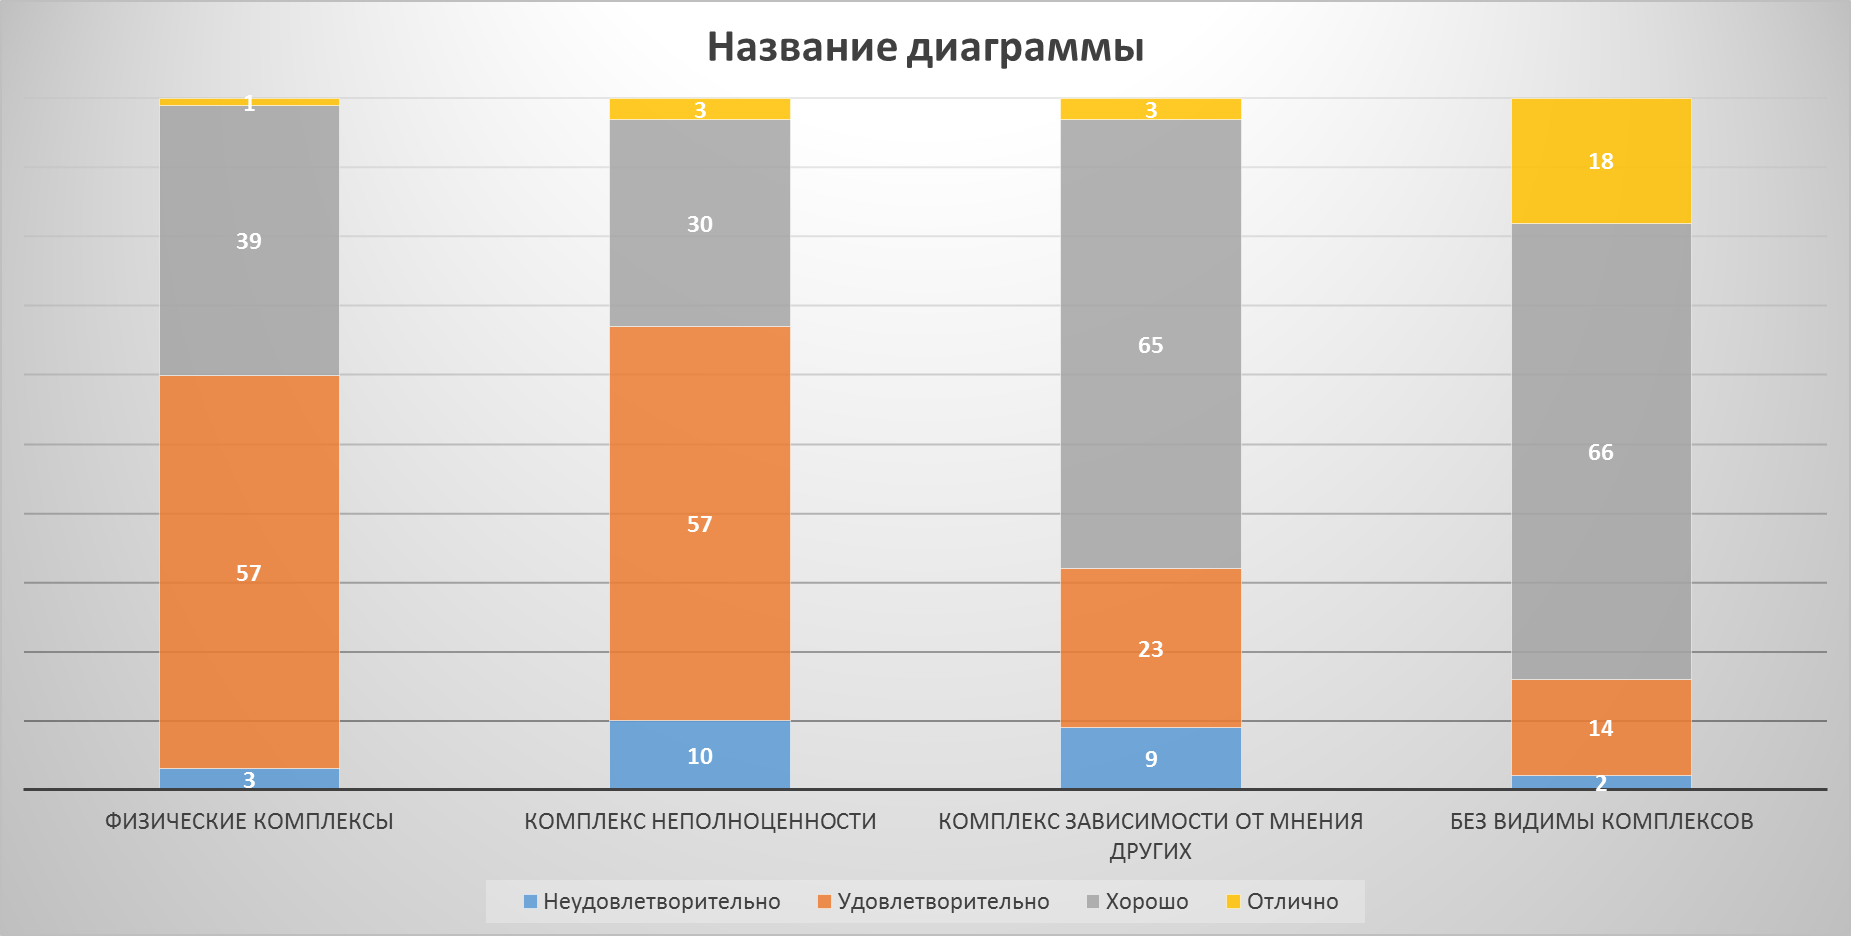 Название диаграммы
1
3
3
18
39
30
65
66
57
57
23
14
3
10
9
2
ФИЗИЧЕСКИЕ КОМПЛЕКСЫ
КОМПЛЕКС НЕПОЛНОЦЕННОСТИ
КОМПЛЕКС ЗАВИСИМОСТИ ОТ МНЕНИЯ
ДРУГИХ
БЕЗ ВИДИМЫ КОМПЛЕКСОВ
Неудовлетворительно
Удовлетворительно
Хорошо
Отлично